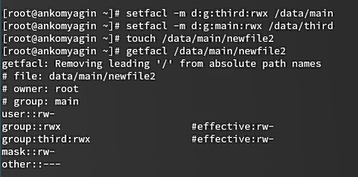 [root@ankomyagin ~]# setfacl -m d:g:third:rwx /data/main
[root@ankomyagin ~]# setfacl -m d:g:main:rwx /data/third
[root@ankomyagin ~]# touch /data/main/newfile2
[root@ankomyagin ~]# getfacl /data/main/newfile2
getfacl: Removing leading '/' from absolute path names
# file: data/main/newfile2
# owner: root
# group: main
user::rw-
group::rwx #effective:rw-
group:third:rwx #effective:rw-
mask::rw-
other::---